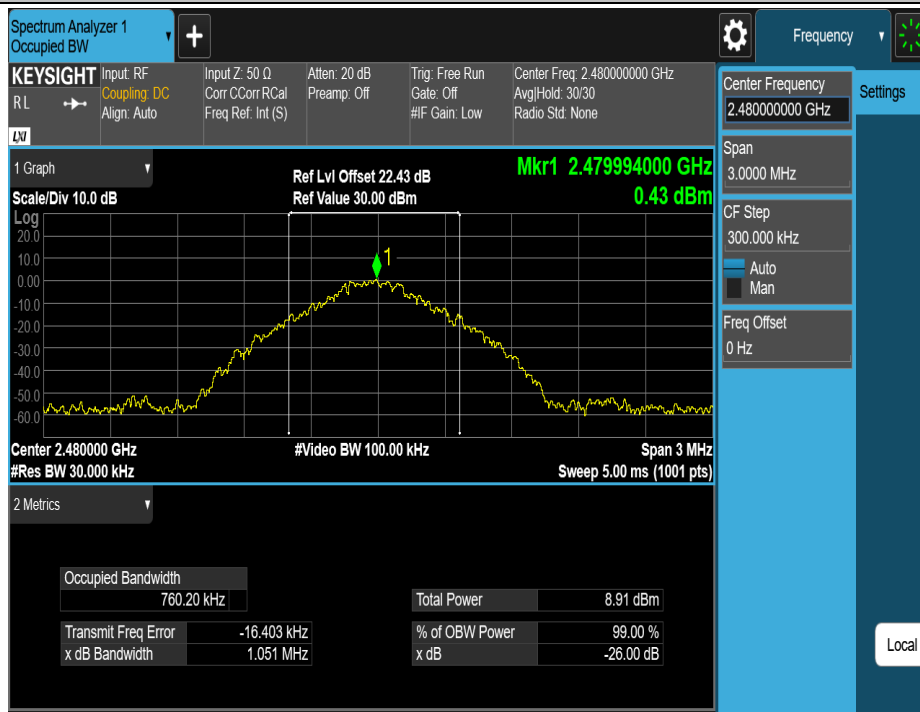 Spectrum Analyzer 1
Occupied BW
+
Frequency
KEYSIGHT
RL
LXI
Input: RF
Coupling: DC
Align: Auto
Input Z: 50 Ω
Corr CCorr RCal
Freq Ref: Int (S)
Atten: 20 dB
Preamp: Off
Trig: Free Run
Gate: Off
#IF Gain: Low
Center Freq: 2.480000000 GHz
Avg|Hold: 30/30
Radio Std: None
Center Frequency
2.480000000 GHz
Settings
Span
3.0000 MHz
CF Step
300.000 kHz
Auto
Man
Freq Offset
0 Hz
1 Graph
Scale/Div 10.0 dB
Ref Lvl Offset 22.43 dB
Ref Value 30.00 dBm
Mkr1 2.479994000 GHz
0.43 dBm
Log
20.0
10.0
0.00
-10.0
-20.0
-30.0
-40.0
-50.0
-60.0
1
Center 2.480000 GHz
#Res BW 30.000 kHz
#Video BW 100.00 kHz
Span 3 MHz
Sweep 5.00 ms (1001 pts)
2 Metrics
Occupied Bandwidth
760.20 kHz
Transmit Freq Error -16.403 kHz
x dB Bandwidth 1.051 MHz
Total Power 8.91 dBm
% of OBW Power 99.00 %
x dB -26.00 dB
Local